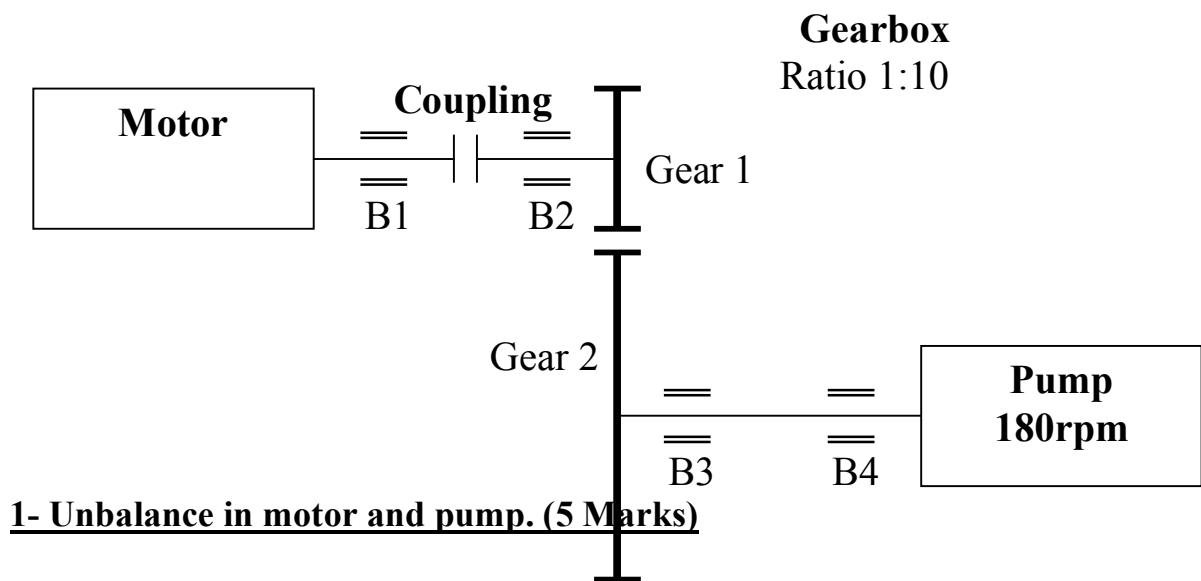 Gearbox
Ratio 1:10
Coupling
Motor
Gear 1
B1
B2
Gear 2
Pump
180rpm
B3
B4
1- Unbalance in motor and pump. (5 Marks)